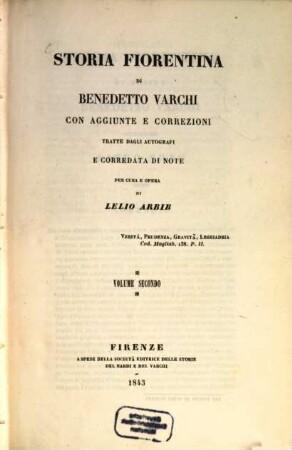 STORIA FIORENTINA
DI
BENEDETTO VARCHI
CON AGGIUNTE E CORREZIONI
TRATTE DAGLI AUTOGRAFI
E CORREDATA DI NOTE
PER CURA E OPERA
DI
LELIO ARBIB
VERITÀ, PRUDENZA, GRAVITÀ, LEGGIADRIA
Cod. Magliab. 138. P. II.
VOLUME SECONDO
FIRENZE
A SPESE DELLA SOCIETÀ EDITRICE DELLE STORIE
DEL NARDI E DEL VARCHI
1843